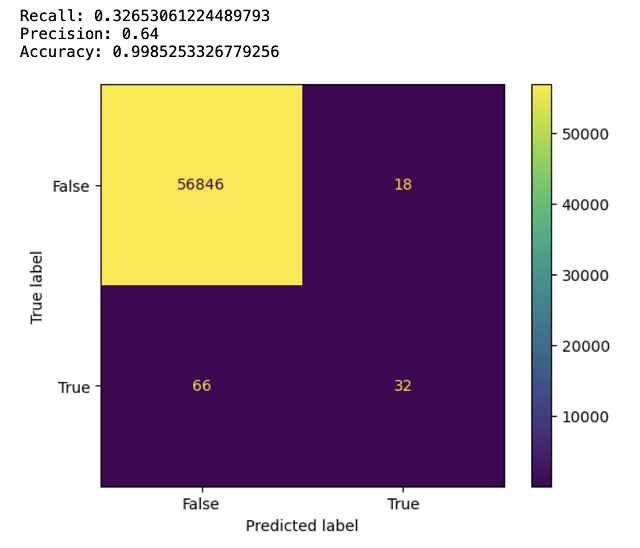 Recall: 0.32653061224489793
Precision: 0.64
Accuracy: 0.9985253326779256
50000
False
56846
18
40000
True label
30000
20000
True
66
32
10000
False
True
Predicted label